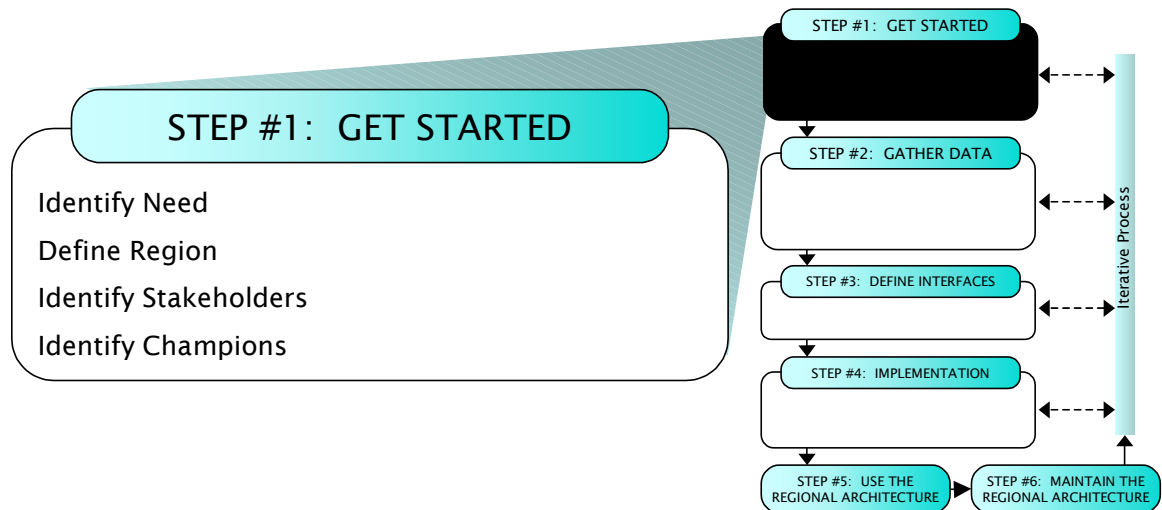 STEP #1: GET STARTED
Identify Need
Define Region
Identify Stakeholders
Identify Champions
STEP #1: GET STARTED
STEP #2: GATHER DATA
STEP #3: DEFINE INTERFACES
STEP #4: IMPLEMENTATION
STEP #5: USE THE
REGIONAL ARCHITECTURE
STEP #6: MAINTAIN THE
REGIONAL ARCHITECTURE
Iterative Process